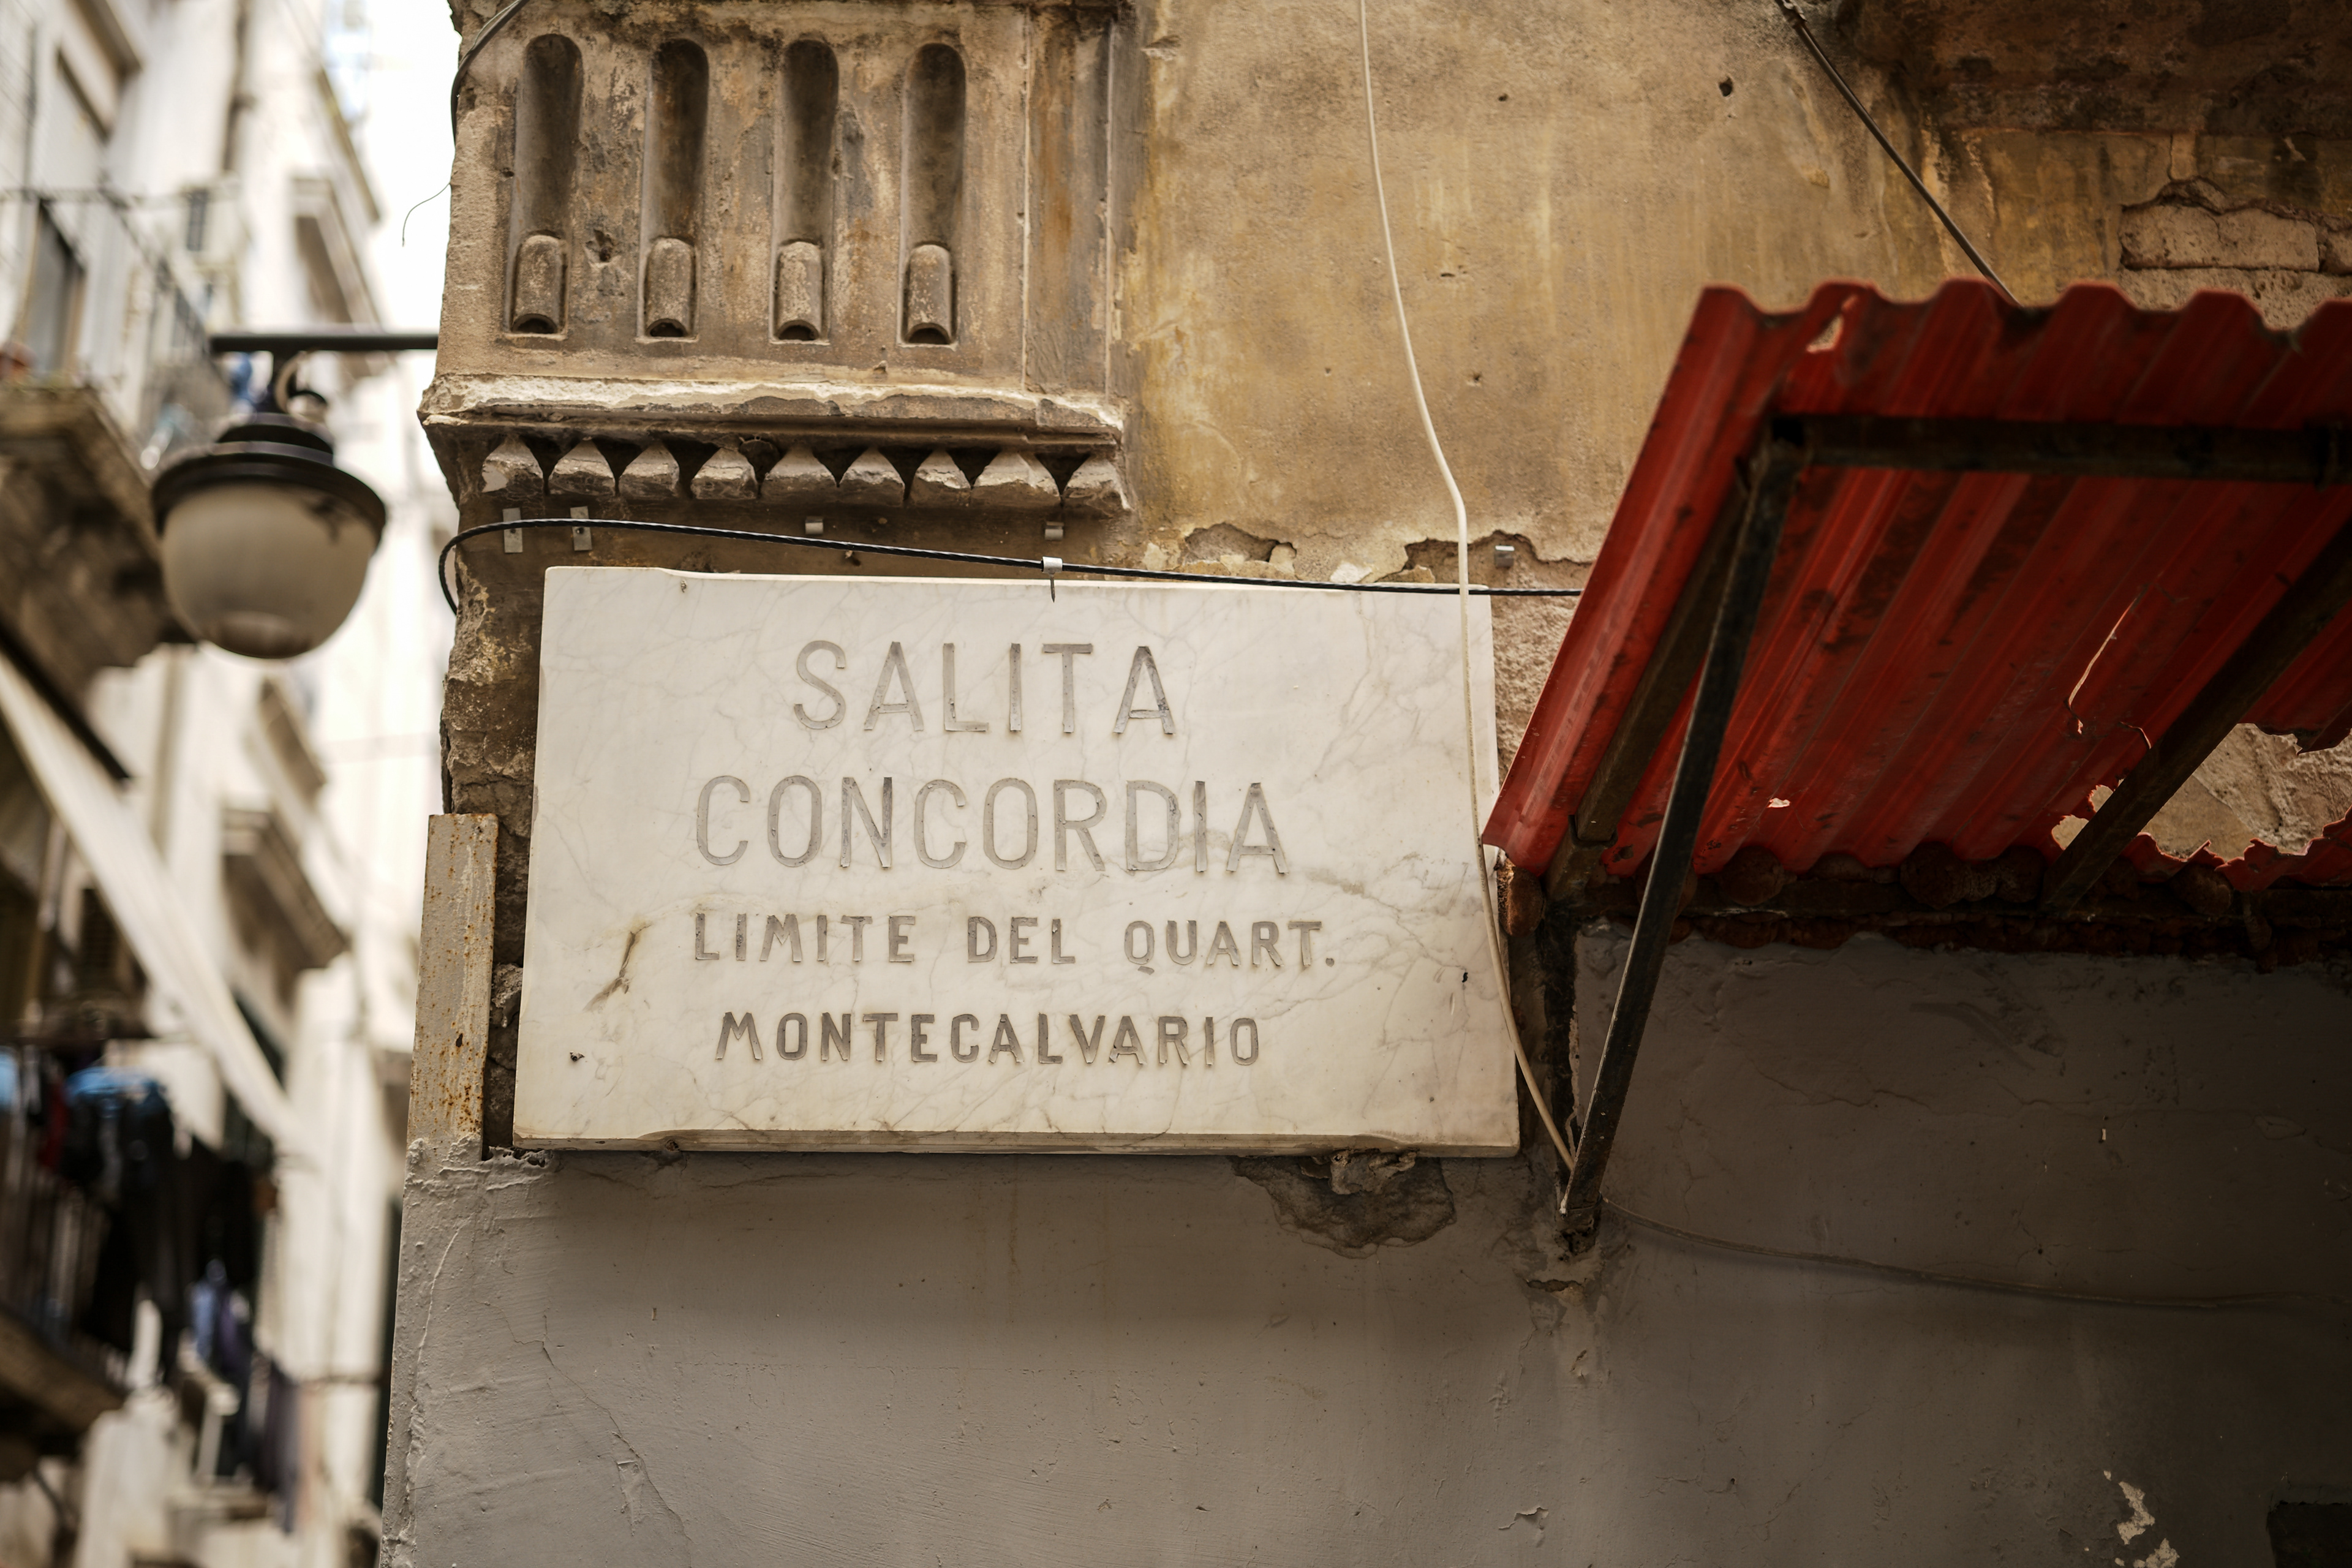 SALITA
CONCORDIA
LIMITE DEL QUART.
MONTECALVARIO